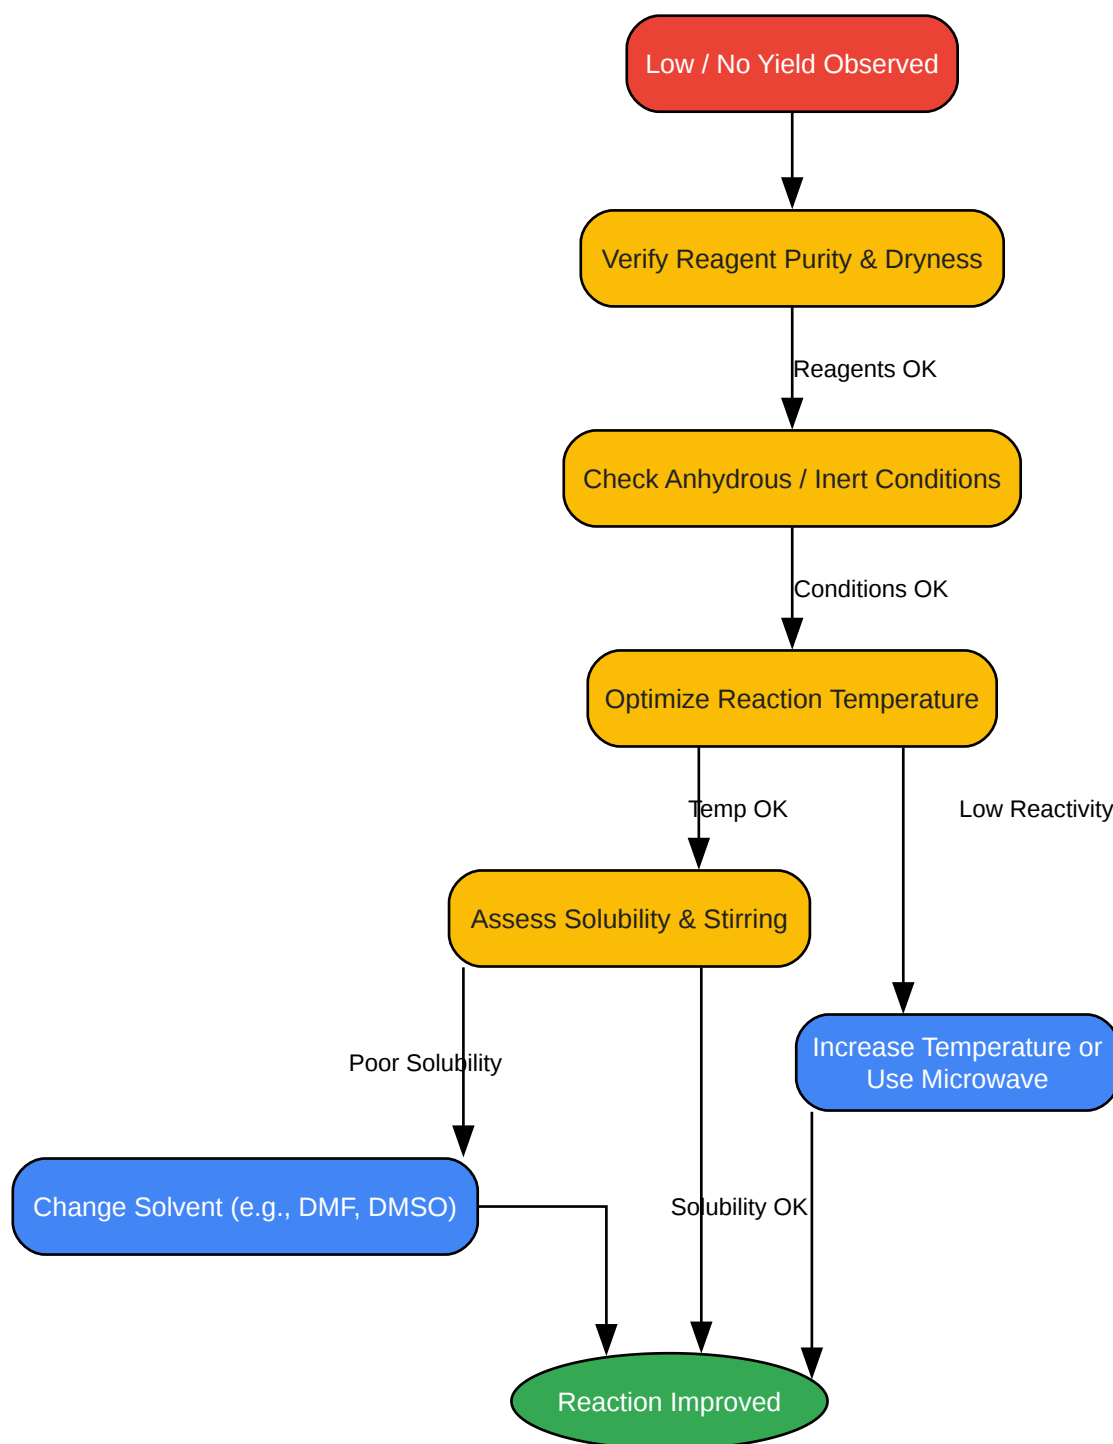 Low / No Yield Observed
Verify Reagent Purity & Dryness
Reagents OK
Check Anhydrous / Inert Conditions
Conditions OK
Optimize Reaction Temperature
Temp OK
Low Reactivity
Assess Solubility & Stirring
Increase Temperature or
Use Microwave
Poor Solubility
Change Solvent (e.g., DMF, DMSO)
Solubility OK
Reaction Improved